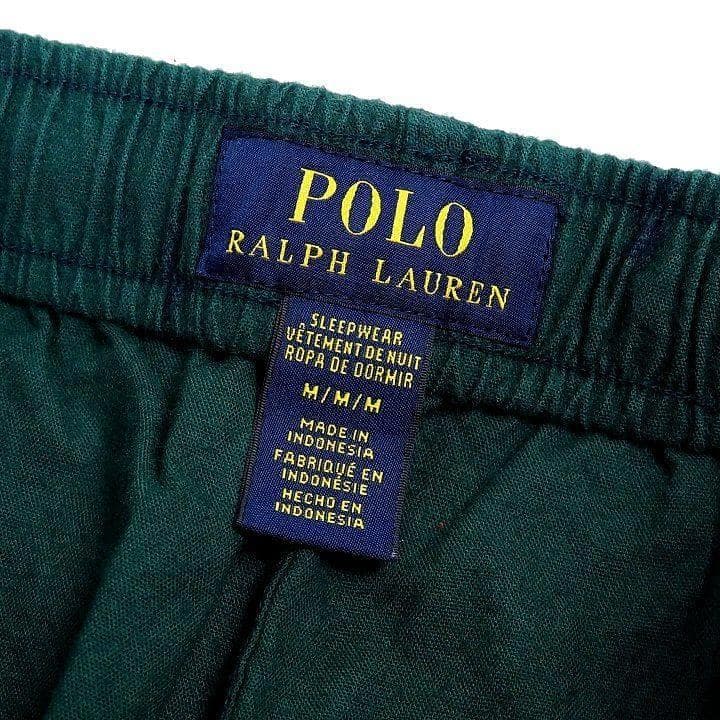 POLO
RALPH LAUREN
SLEEPWEAR
VÊTEMENT DE NUIT
ROPA DE DORMIR
M/M/M
MADE IN
INDONESIA
FABRIQUÉ EN
INDONÉSIE
HECHO EN
INDONESIA